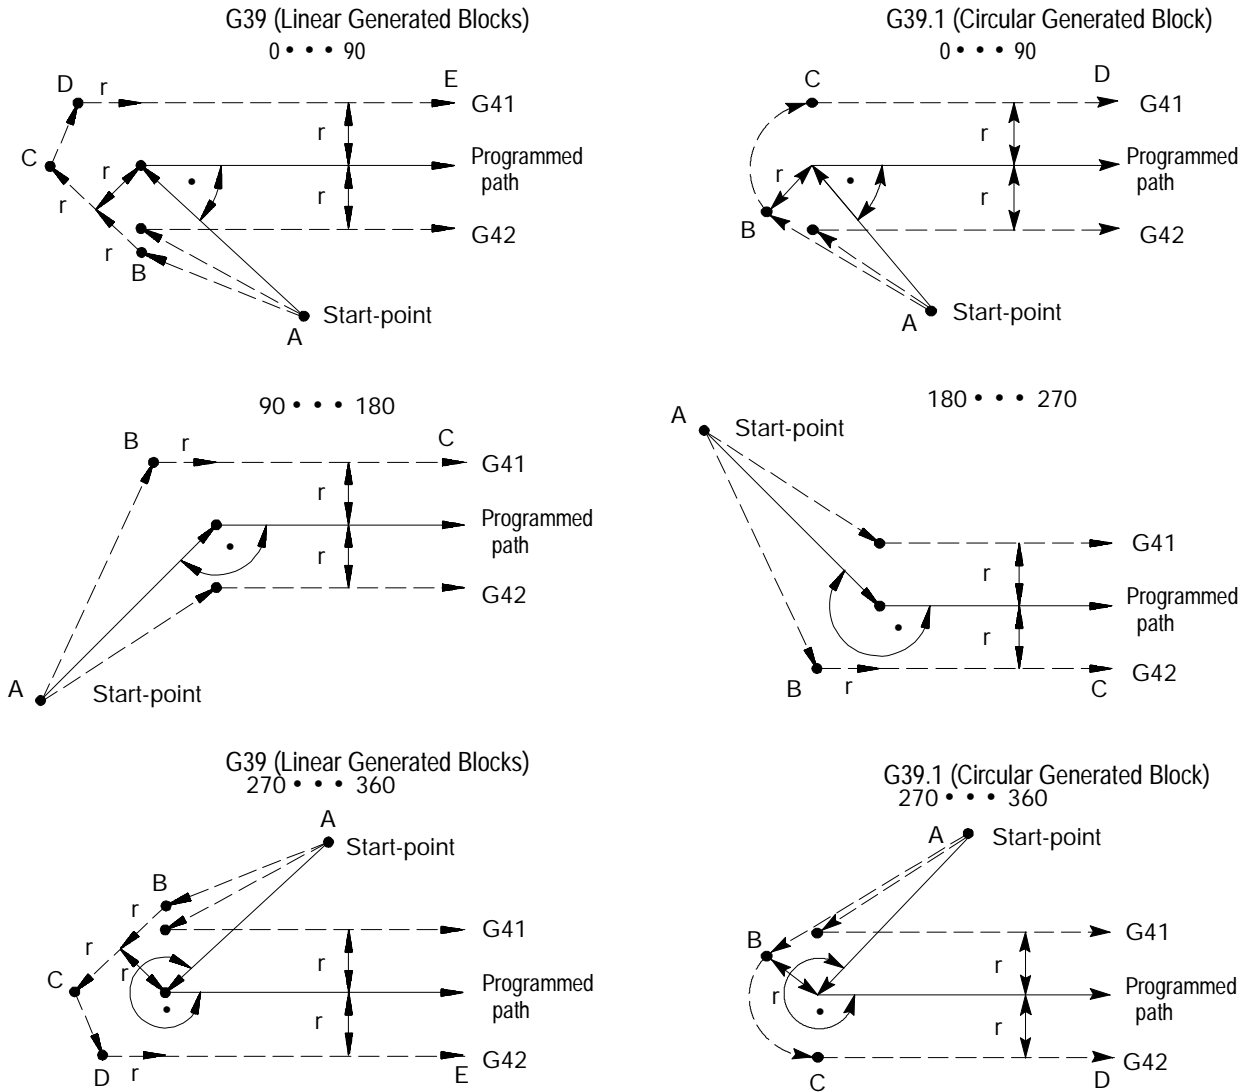 G39 (Linear Generated Blocks)
0 • • • 90
D
r
E
G41
r
C
r
Programmed
path
r
r
r
G42
B
Start-point
A
G39.1 (Circular Generated Block)
0 • • • 90
C
D
G41
r
Programmed
path
r
r
B
G42
A
Start-point
90 • • • 180
B
r
C
G41
r
Programmed
path
r
G42
A
Start-point
180 • • • 270
A
Start-point
G41
r
Programmed
path
r
B
r
C
G42
G39 (Linear Generated Blocks)
270 • • • 360
A
Start-point
B
r
G41
r
r
r
C
Programmed
path
r
D
r
E
G42
G39.1 (Circular Generated Block)
270 • • • 360
A
Start-point
B
G41
r
r
Programmed
path
r
C
D
G42